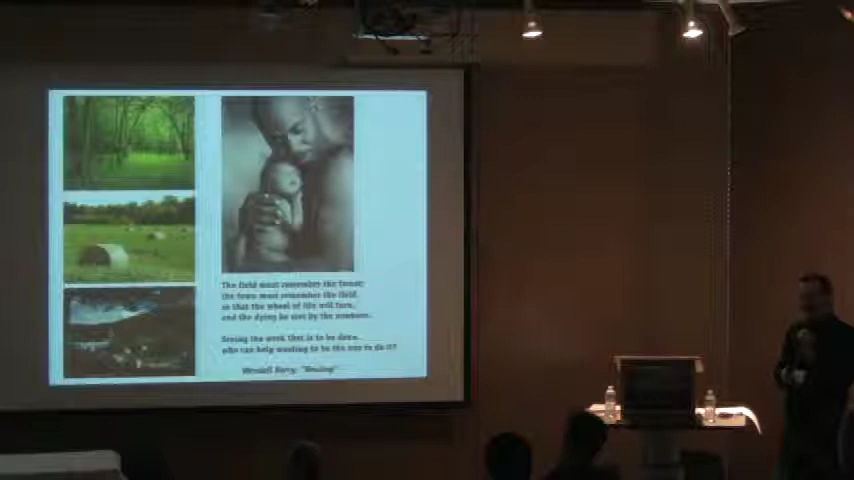 The field must remember the forest;
the town must remember the field,
so that the wheel of life will turn,
and the dying be met by the newborn.
Seeing the work that is to be done,
who can help wanting to be the one to do it?
Wendell Berry, "Healing"